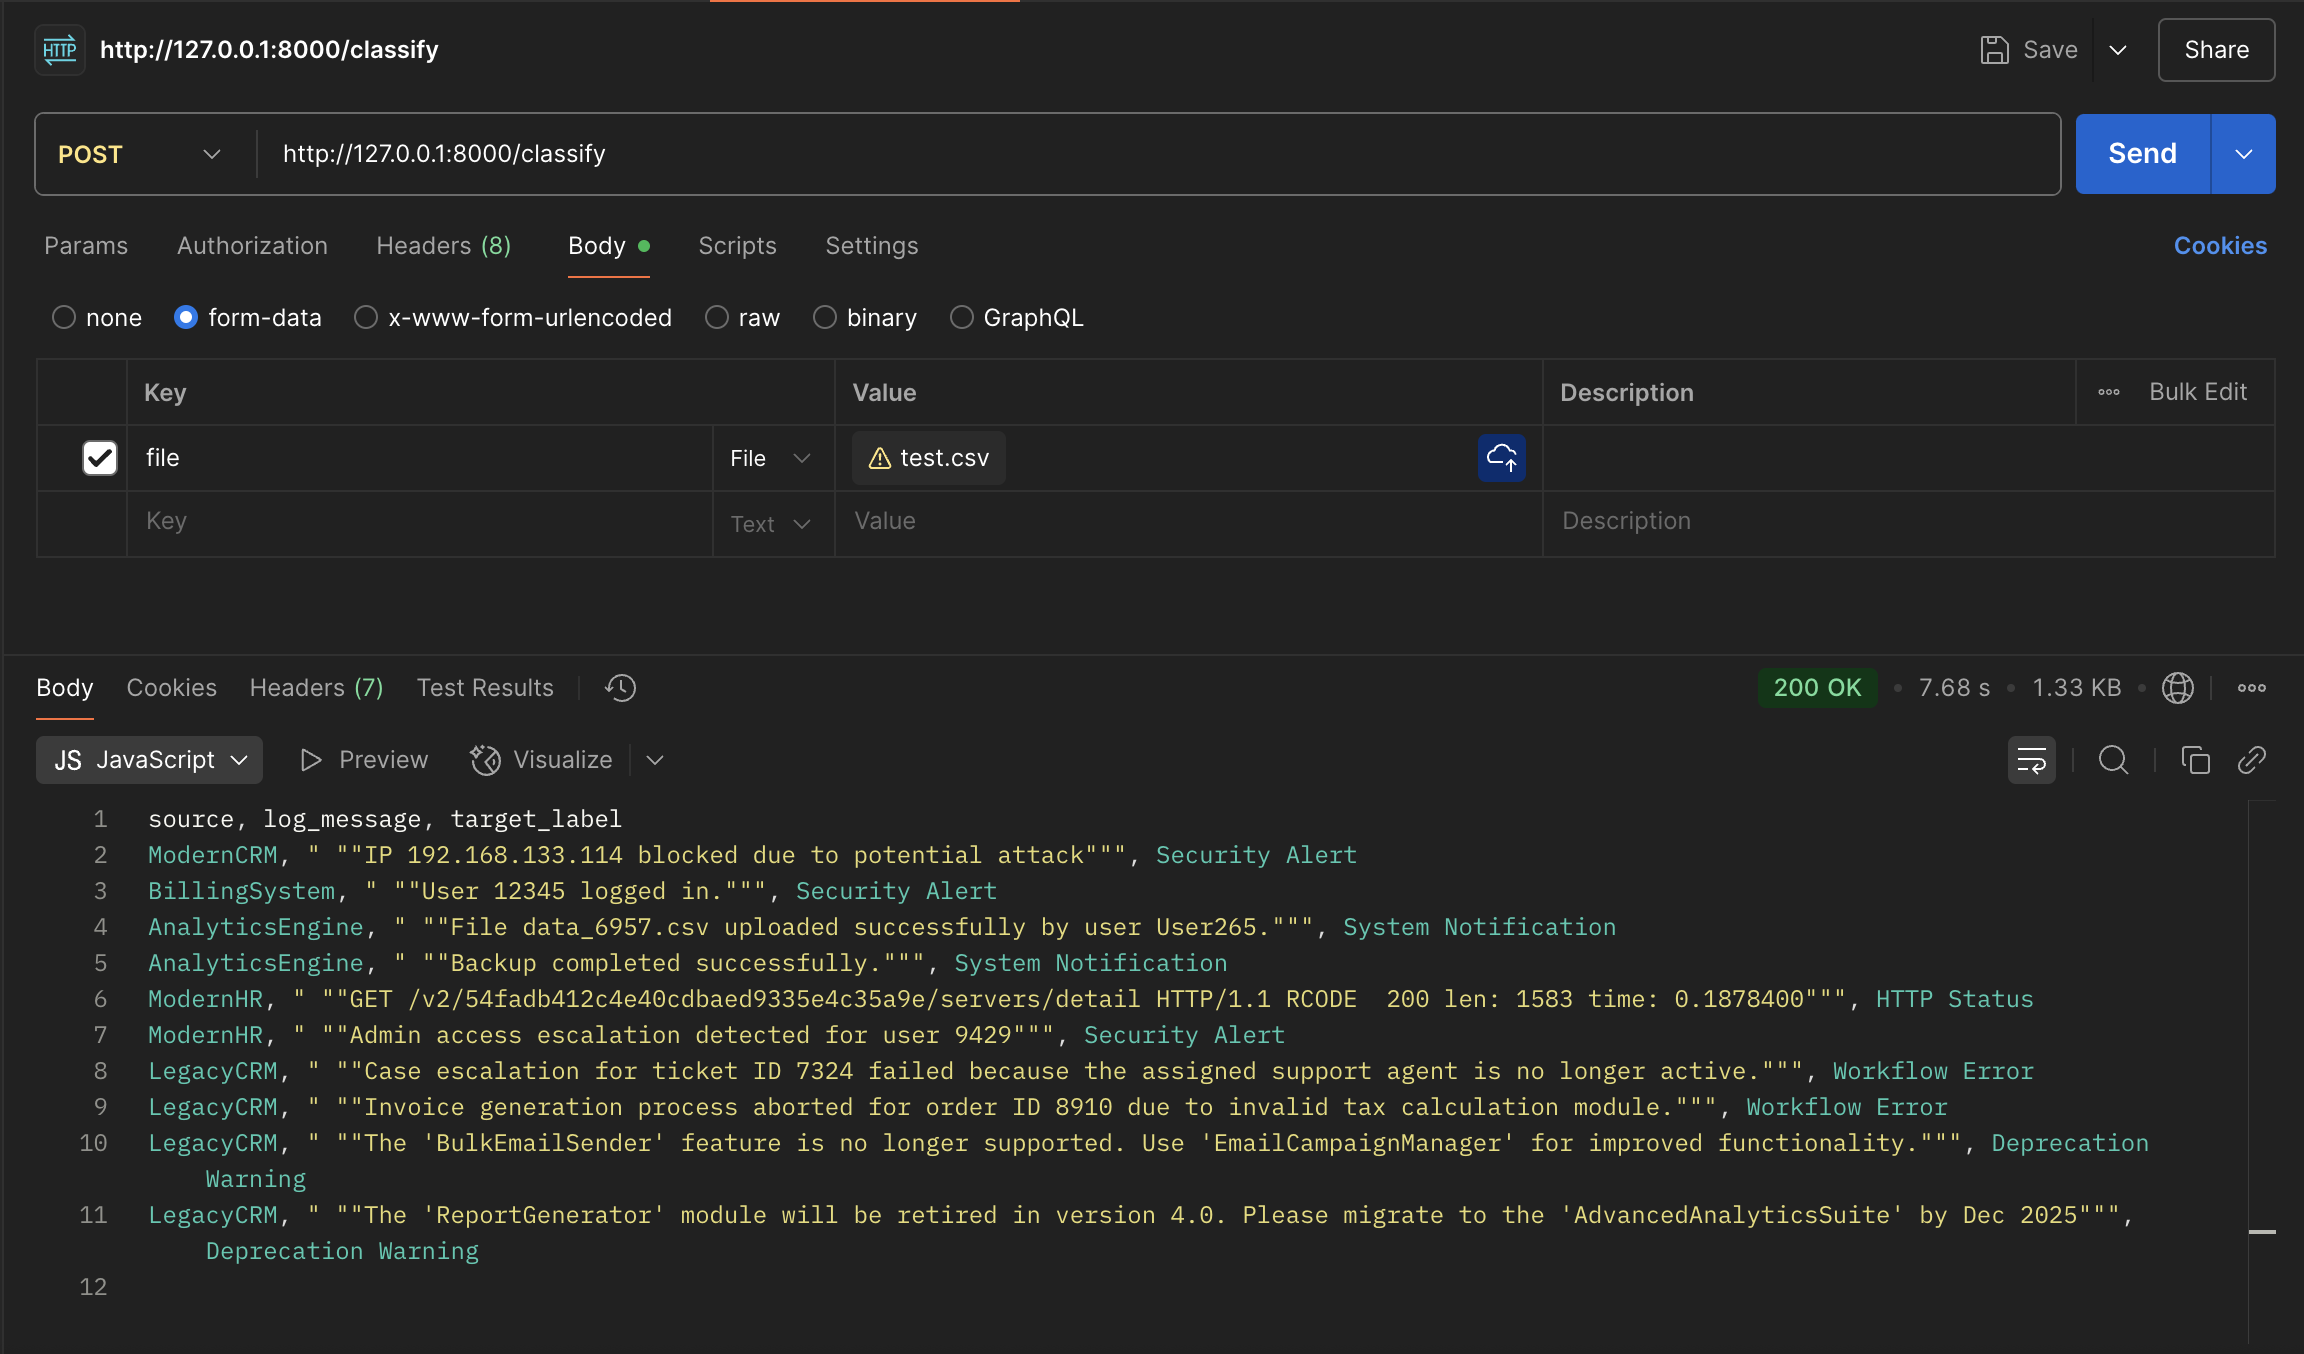 HTTP http://127.0.0.1:8000/classify Save Share
POST http://127.0.0.1:8000/classify Send
Params Authorization Headers (8) Body Scripts Settings Cookies
none form-data x-www-form-urlencoded raw binary GraphQL
Key Value Description Bulk Edit
file File test.csv
Key Text Value Description
Body Cookies Headers (7) Test Results 200 OK 7.68 s 1.33 KB
JS JavaScript Preview Visualize
1 source, log_message, target_label
2 ModernCRM, " ""IP 192.168.133.114 blocked due to potential attack""", Security Alert
3 BillingSystem, " ""User 12345 logged in.""", Security Alert
4 AnalyticsEngine, " ""File data_6957.csv uploaded successfully by user User265.""", System Notification
5 AnalyticsEngine, " ""Backup completed successfully.""", System Notification
6 ModernHR, " ""GET /v2/54fadb412c4e40cdbaed9335e4c35a9e/servers/detail HTTP/1.1 RCODE  200 len: 1583 time: 0.1878400""", HTTP Status
7 ModernHR, " ""Admin access escalation detected for user 9429""", Security Alert
8 LegacyCRM, " ""Case escalation for ticket ID 7324 failed because the assigned support agent is no longer active.""", Workflow Error
9 LegacyCRM, " ""Invoice generation process aborted for order ID 8910 due to invalid tax calculation module.""", Workflow Error
10 LegacyCRM, " ""The 'BulkEmailSender' feature is no longer supported. Use 'EmailCampaignManager' for improved functionality.""", Deprecation
Warning
11 LegacyCRM, " ""The 'ReportGenerator' module will be retired in version 4.0. Please migrate to the 'AdvancedAnalyticsSuite' by Dec 2025""",
Deprecation Warning
12